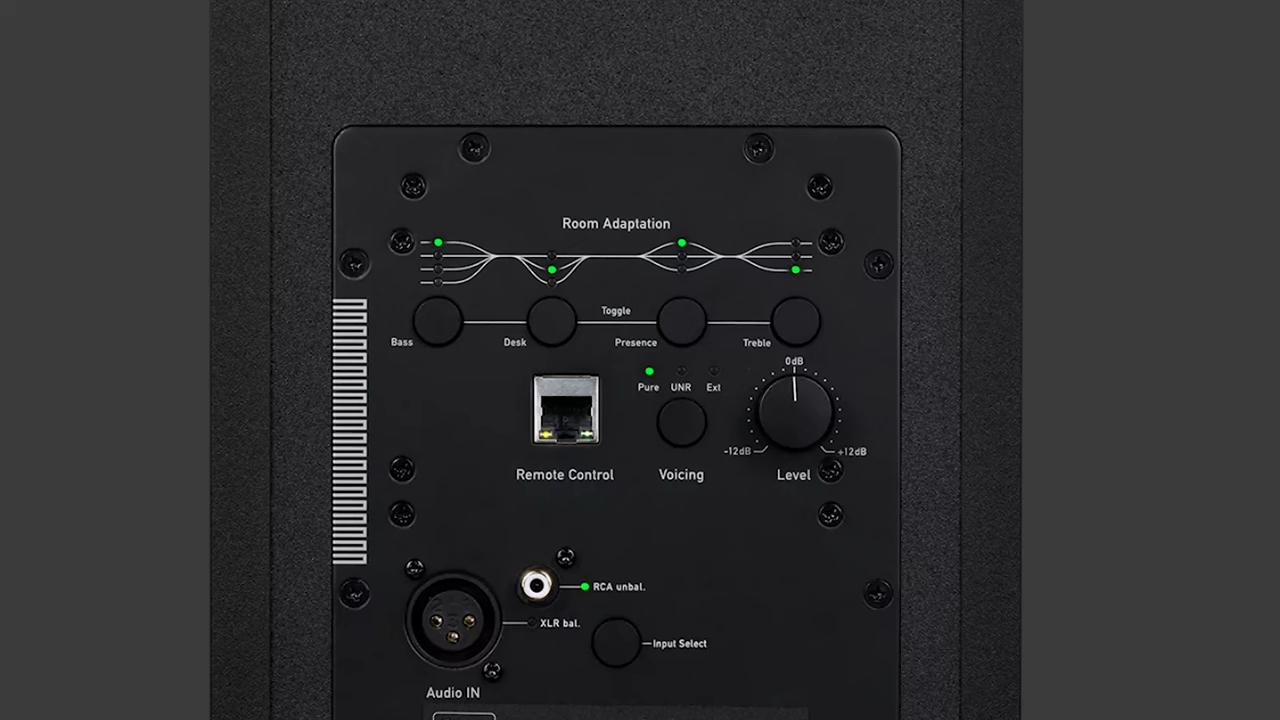 Room Adaptation
Toggle
Bass
Desk
Presence
Treble
0dB
Pure
UNR
Ext
-12dB
+12dB
Remote Control
Voicing
Level
RCA unbal.
XLR bal.
Input Select
Audio IN